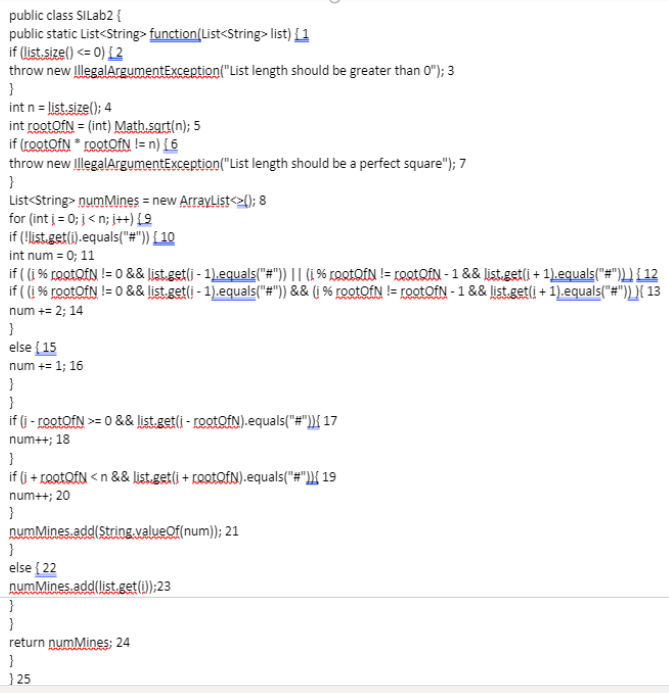 public class SILab2 {
public static List<String> function(List<String> list) { 1
if (list.size() <= 0) { 2
throw new IllegalArgumentException("List length should be greater than 0"); 3
}
int n = list.size(); 4
int rootOfN = (int) Math.sqrt(n); 5
if (rootOfN * rootOfN != n) { 6
throw new IllegalArgumentException("List length should be a perfect square"); 7
}
List<String> numMines = new ArrayList<>(); 8
for (int i = 0; i < n; i++) { 9
if (!list.get(i).equals("#")) { 10
int num = 0; 11
if ( (i % rootOfN != 0 && list.get(i - 1).equals("#")) || (i % rootOfN != rootOfN - 1 && list.get(i + 1).equals("#")) ) { 12
if ( (i % rootOfN != 0 && list.get(i - 1).equals("#")) && (i % rootOfN != rootOfN - 1 && list.get(i + 1).equals("#")) ){ 13
num += 2; 14
}
else { 15
num += 1; 16
}
}
if (i - rootOfN >= 0 && list.get(i - rootOfN).equals("#")){ 17
num++; 18
}
if (i + rootOfN < n && list.get(i + rootOfN).equals("#")){ 19
num++; 20
}
numMines.add(String.valueOf(num)); 21
}
else { 22
numMines.add(list.get(i));23
}
}
return numMines; 24
}
} 25